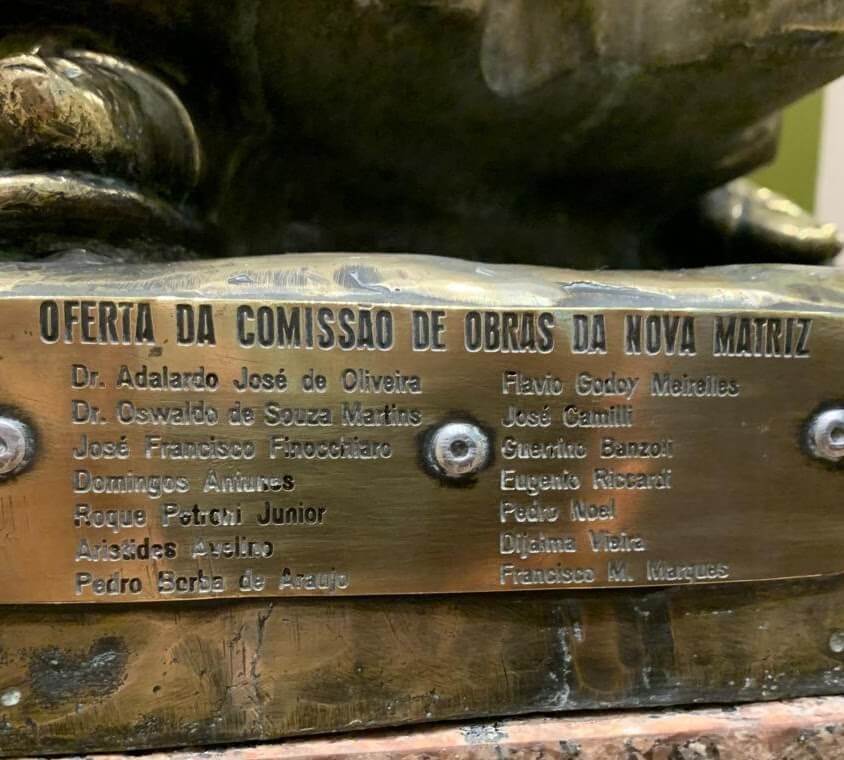 OFERTA DA COMISSÃO DE OBRAS DA NOVA MATRIZ
Dr. Adalardo José de Oliveira
Dr. Oswaldo de Souza Martins
José Francisco Finocchiaro
Domingos Antunes
Roque Petroni Junior
Aristides Avelino
Pedro Borba de Araujo
Flavio Godoy Meirelles
José Camilli
Guerrino Banzoli
Eugenio Riccardi
Pedro Noel
Djalma Vieira
Francisco M. Marques